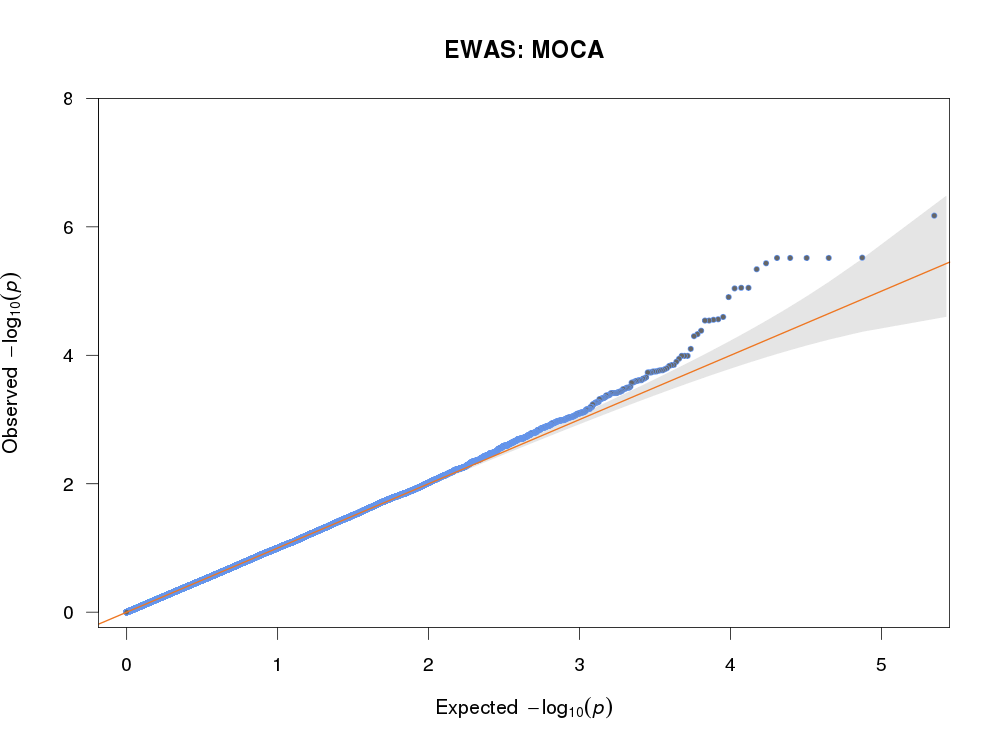 EWAS: MOCA
Observed −log₁₀(p)
8
6
4
2
0
0 1 2 3 4 5
Expected −log₁₀(p)